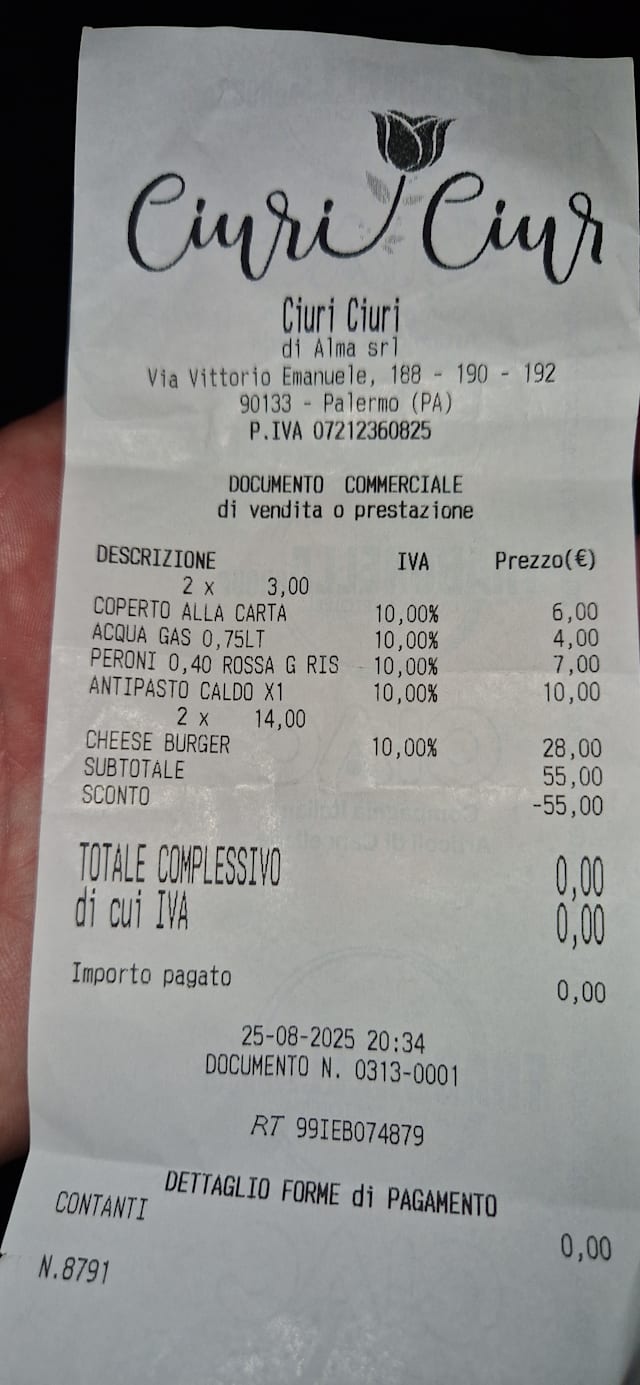 Ciuri Ciur
Ciuri Ciuri
di Alma srl
Via Vittorio Emanuele, 188 - 190 - 192
90133 - Palermo (PA)
P.IVA 07212360825
DOCUMENTO COMMERCIALE
di vendita o prestazione
DESCRIZIONE IVA Prezzo(€)
2 x 3,00
COPERTO ALLA CARTA 10,00% 6,00
ACQUA GAS 0,75LT 10,00% 4,00
PERONI 0,40 ROSSA G RIS 10,00% 7,00
ANTIPASTO CALDO X1 10,00% 10,00
2 x 14,00
CHEESE BURGER 10,00% 28,00
SUBTOTALE 55,00
SCONTO -55,00
TOTALE COMPLESSIVO 0,00
di cui IVA 0,00
Importo pagato 0,00
25-08-2025 20:34
DOCUMENTO N. 0313-0001
RT 99IEB074879
DETTAGLIO FORME di PAGAMENTO
CONTANTI 0,00
N.8791